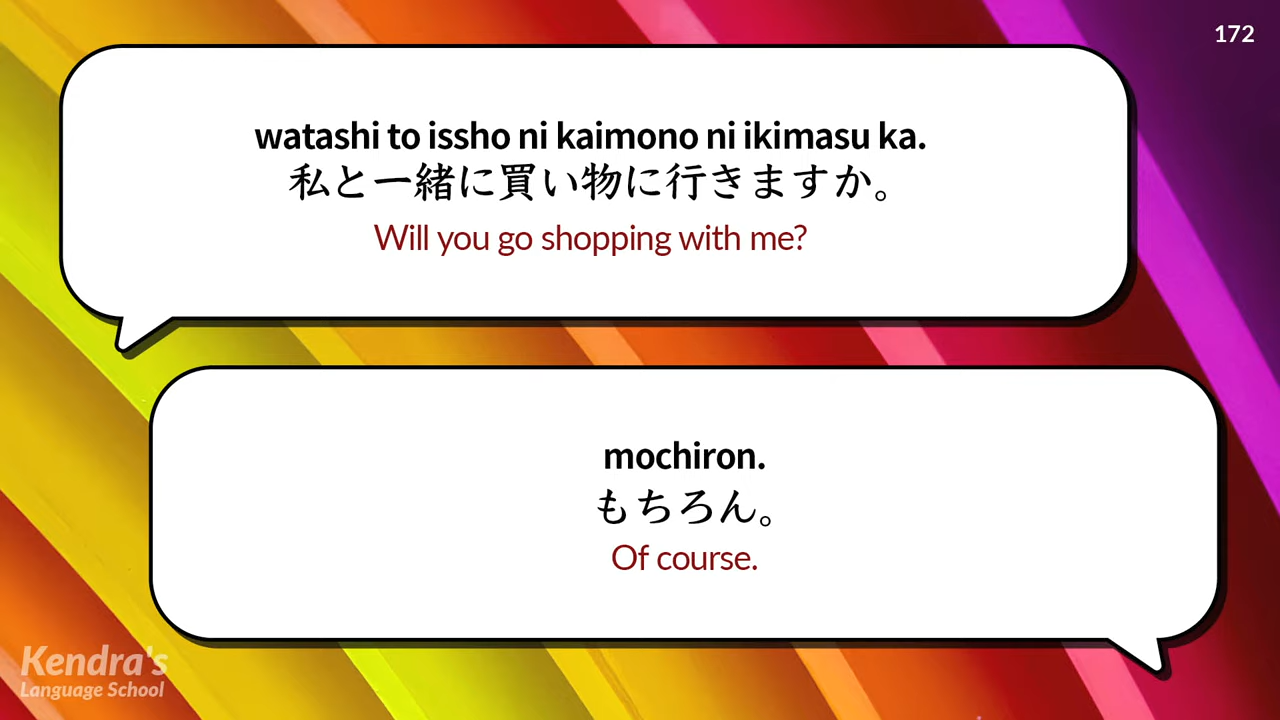 172
watashi to issho ni kaimono ni ikimasu ka.
私と一緒に買い物に行きますか。
Will you go shopping with me?
mochiron.
もちろん。
Of course.
Kendra's
Language School